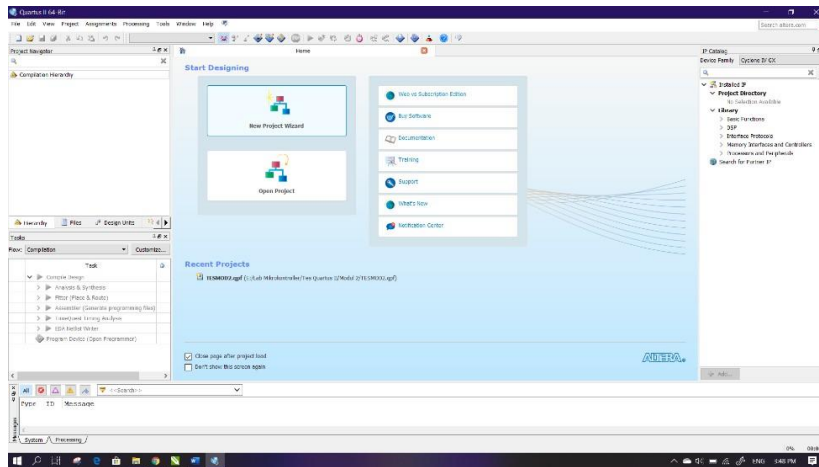 Quartus II 64-Bit
File Edit View Project Assignments Processing Tools Window Help
Search altera.com
Project Navigator
Compilation Hierarchy
Hierarchy Files Design Units
Tasks
Flow: Compilation Customize...
Task
Compile Design
Analysis & Synthesis
Fitter (Place & Route)
Assembler (Generate programming files)
TimeQuest Timing Analysis
EDA Netlist Writer
Program Device (Open Programmer)
Home
Start Designing
New Project Wizard
Open Project
Web vs Subscription Edition
Buy Software
Documentation
Training
Support
What's New
Notification Center
Recent Projects
TESMOD2.qpf
Close page after project load
Don't show this screen again
ALTERA
IP Catalog
Device Family Cyclone IV GX
Installed IP
Project Directory
No Selection Available
Library
Basic Functions
DSP
Interface Protocols
Memory Interfaces and Controllers
Processors and Peripherals
Search for Partner IP
Add...
All
<<Search>>
Type ID Message
Messages
System Processing
0%
ENG 3:48 PM